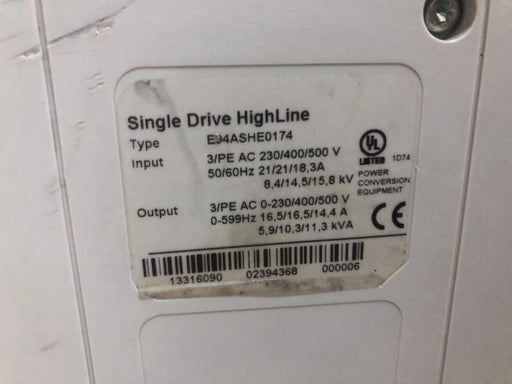 Single Drive HighLine
Type E94ASHE0174
Input 3/PE AC 230/400/500 V
50/60Hz 21/21/18,3A
8,4/14,5/15,8 kV
Output 3/PE AC 0-230/400/500 V
0-599Hz 16,5/16,5/14,4 A
5,9/10,3/11,3 kVA
UL
LISTED 1D74
POWER
CONVERSION
EQUIPMENT
CE
13316090 02394368 000006